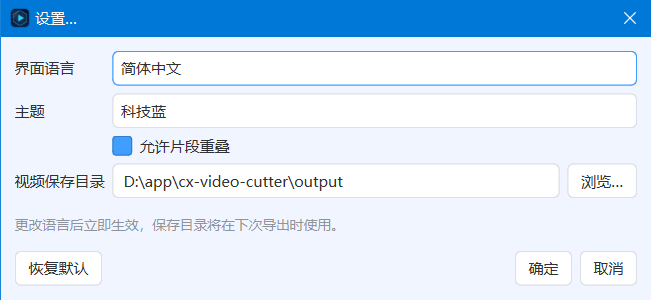 设置...
界面语言 简体中文
主题 科技蓝
允许片段重叠
视频保存目录 D:\app\cx-video-cutter\output 浏览...
更改语言后立即生效，保存目录将在下次导出时使用。
恢复默认 确定 取消